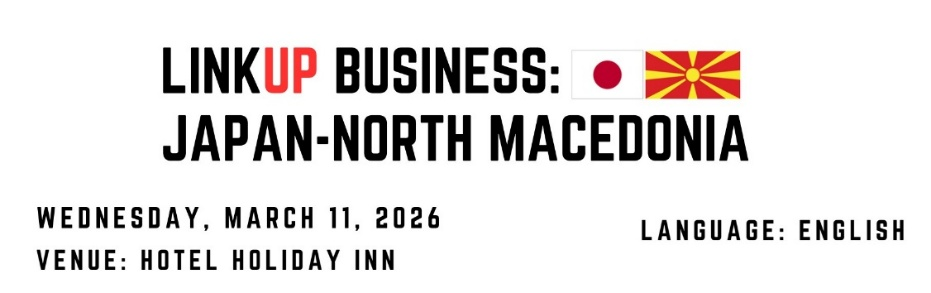 LINKUP BUSINESS:
JAPAN-NORTH MACEDONIA
WEDNESDAY, MARCH 11, 2026
VENUE: HOTEL HOLIDAY INN
LANGUAGE: ENGLISH